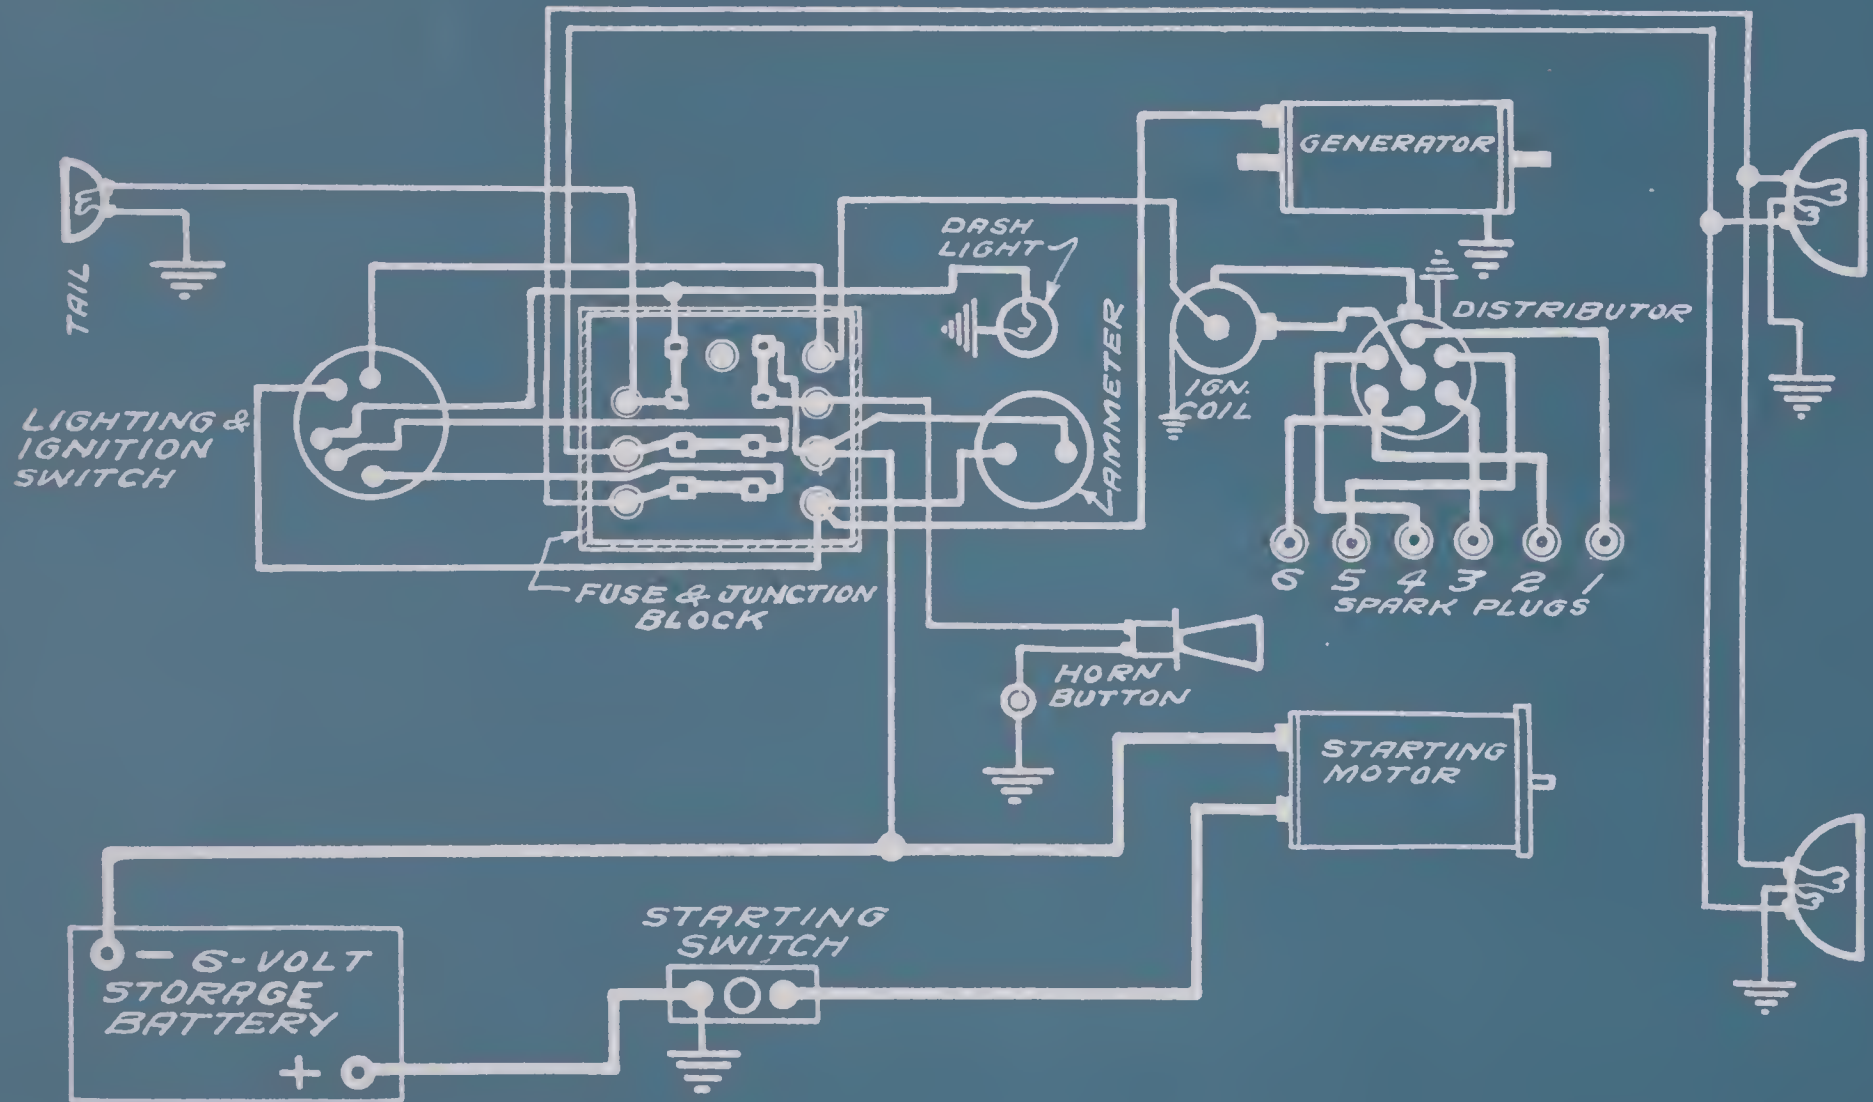 GENERATOR
DASH
LIGHT
TAIL
DISTRIBUTOR
AMMETER
IGN.
COIL
LIGHTING &
IGNITION
SWITCH
6 5 4 3 2 1
SPARK PLUGS
FUSE & JUNCTION
BLOCK
HORN
BUTTON
STARTING
MOTOR
STARTING
SWITCH
- 6-VOLT
STORAGE
BATTERY
+